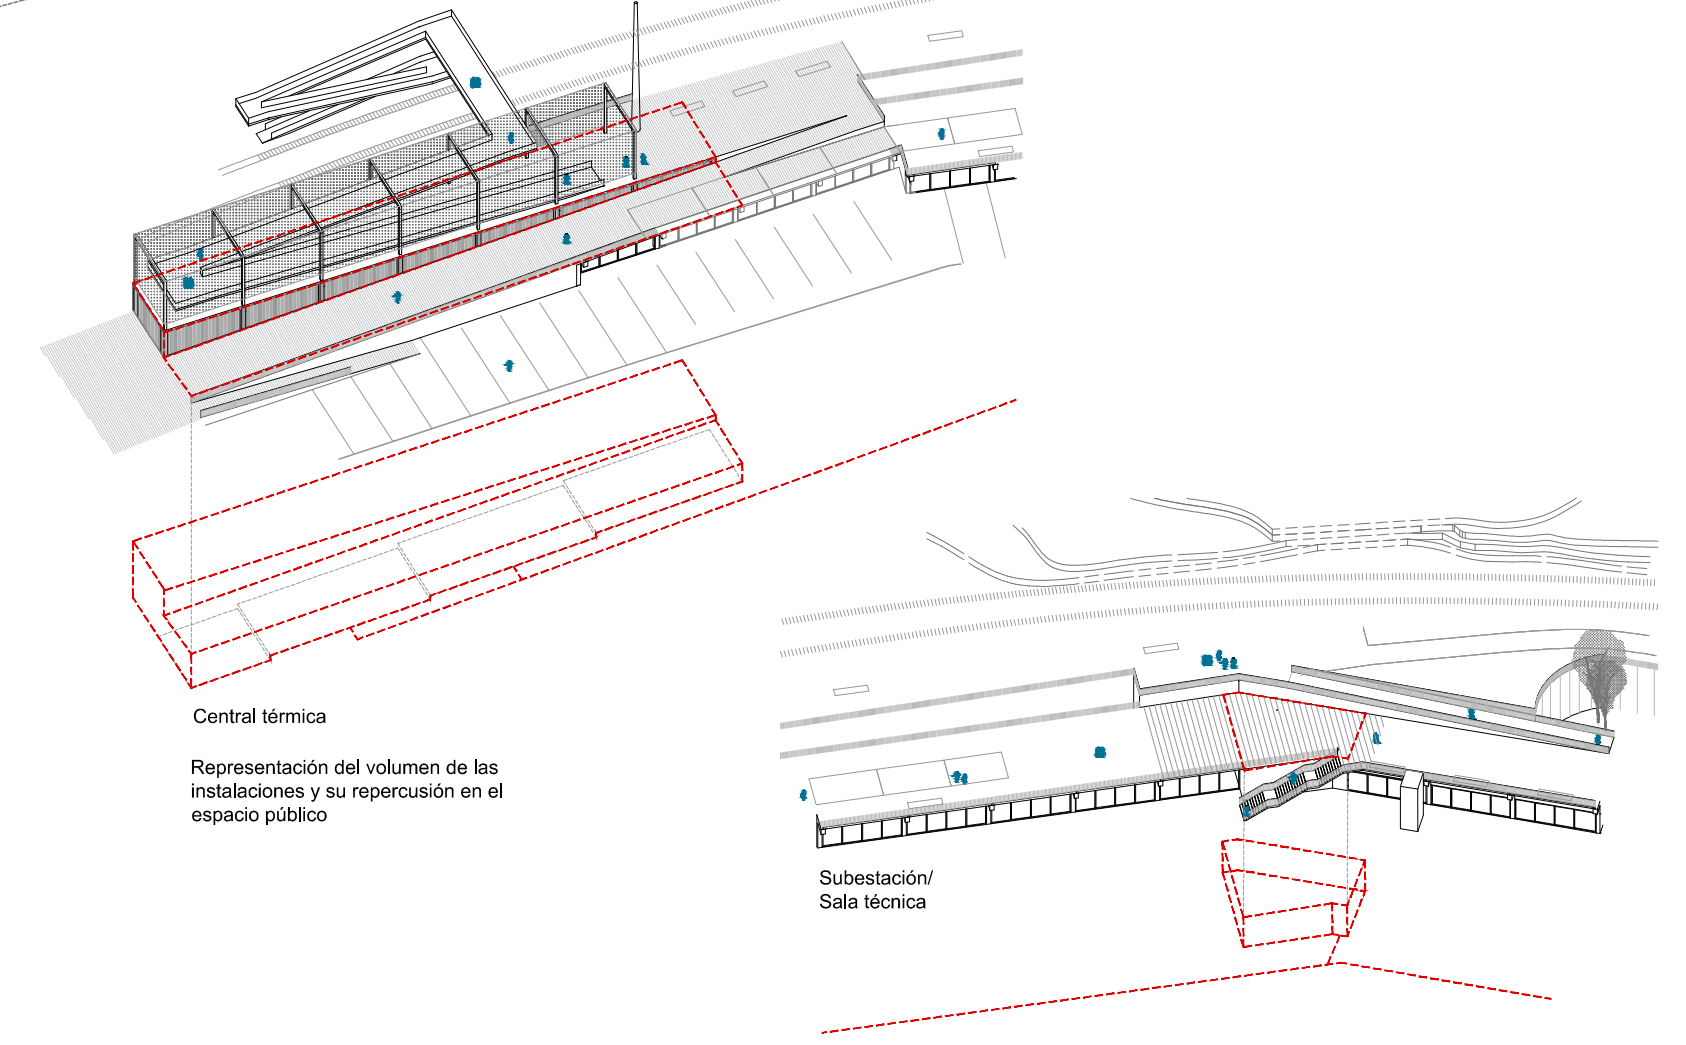 Central térmica
Representación del volumen de las
instalaciones y su repercusión en el
espacio público
Subestación/
Sala técnica